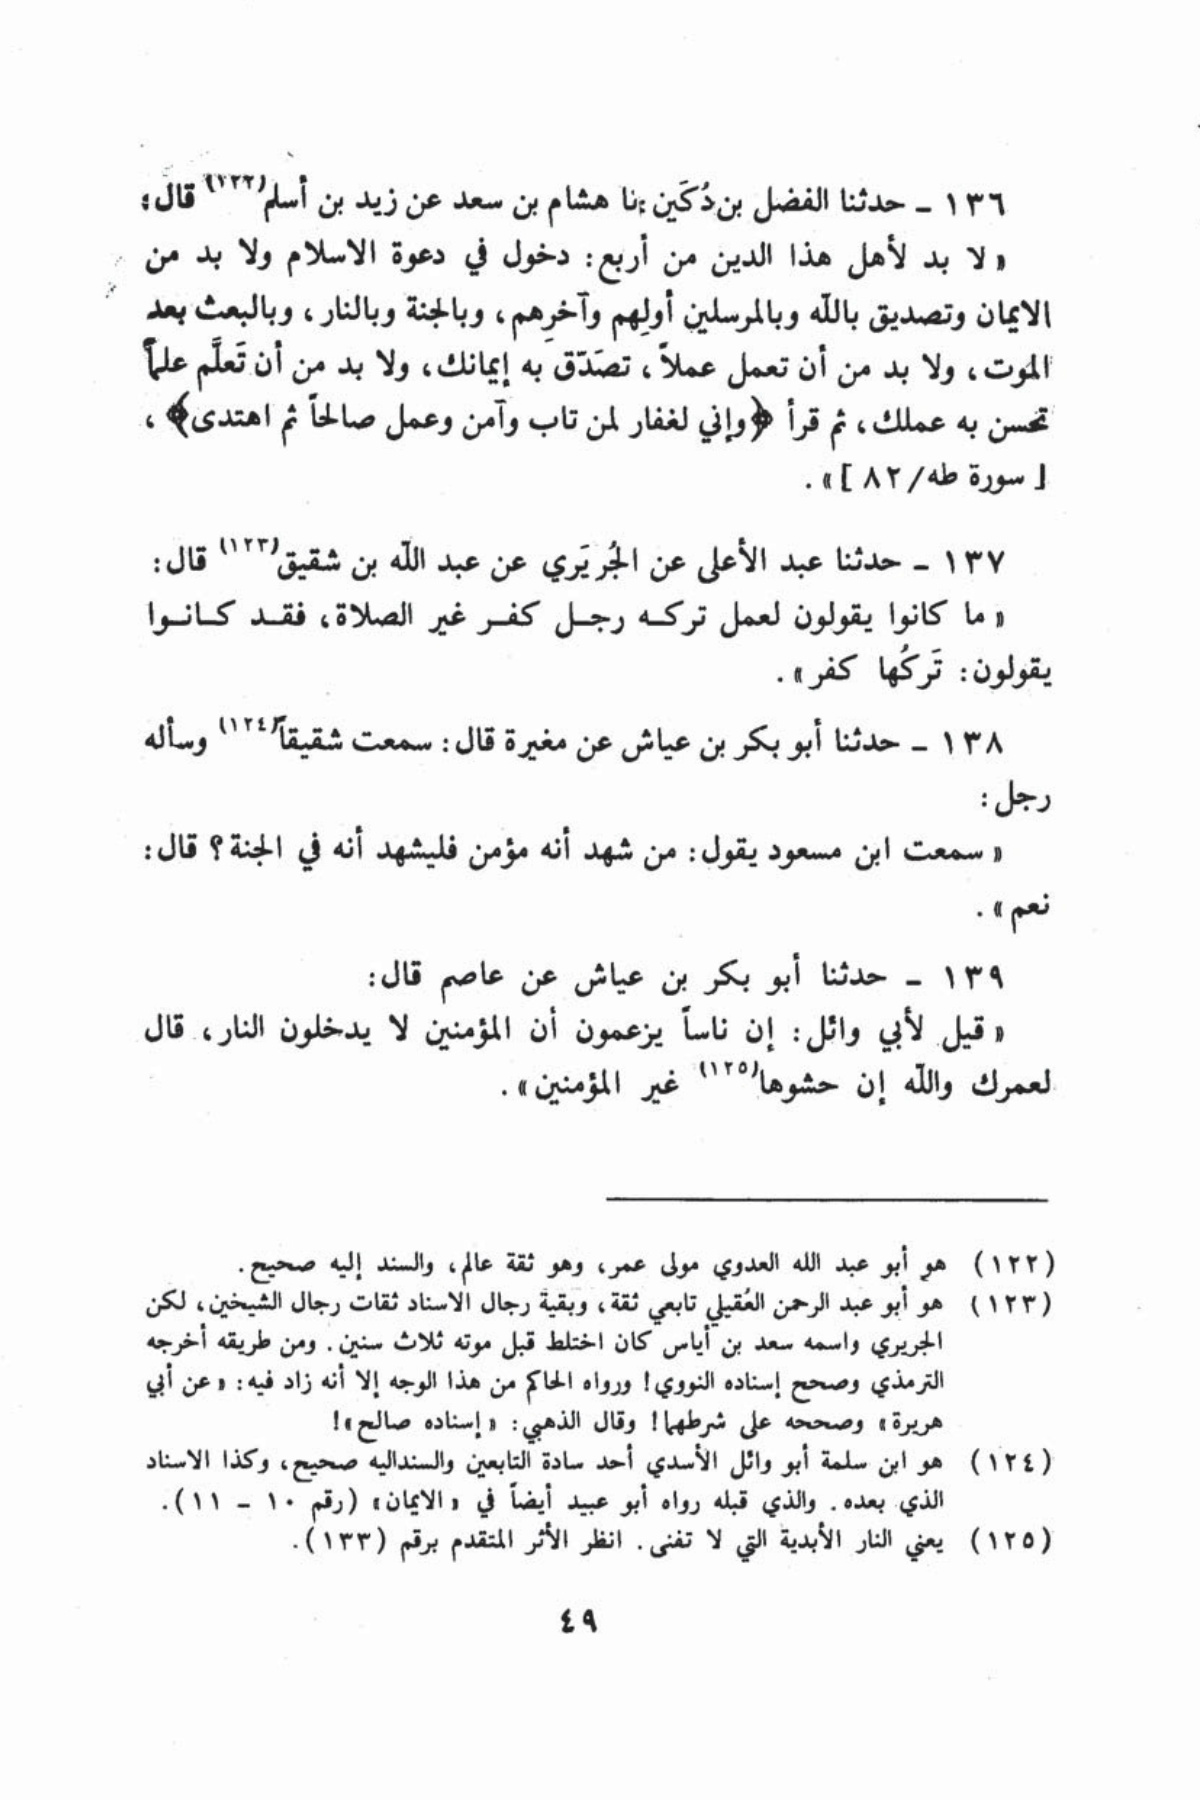 ١٣٦ ـ حدثنا الفضل بن دُكَين :نا هشام بن سعد عن زيد بن أسلم(١٢٢) قال:
« لا بد لأهل هذا الدين من أربع: دخول في دعوة الاسلام ولا بد من
الايمان وتصديق بالله وبالمرسلين أولِهم وآخرِهم، وبالجنة وبالنار، وبالبعث بعد
الموت، ولا بد من أن تعمل عملاً، تصَدّق به إيمانك، ولا بد من أن تَعلَّم علماً
تحسن به عملك، ثم قرأ ﴿وإني لغفار لمن تاب وآمن وعمل صالحاً ثم اهتدى﴾،
[ سورة طه/٨٢ ]».
١٣٧ ـ حدثنا عبد الأعلى عن الجُريَري عن عبد الله بن شقيق(١٢٣) قال:
« ما كانوا يقولون لعمل تركـه رجـل كفـر غير الصلاة، فقـد كـانـوا
يقولون: تَركُها كفر».
١٣٨ ـ حدثنا أبو بكر بن عياش عن مغيرة قال: سمعت شقيقاً(١٢٤) وسأله
رجل:
« سمعت ابن مسعود يقول: من شهد أنه مؤمن فليشهد أنه في الجنة؟ قال:
نعم».
١٣٩ ـ حدثنا أبو بكر بن عياش عن عاصم قال:
« قيل لأبي وائل: إن ناساً يزعمون أن المؤمنين لا يدخلون النار، قال
لعمرك والله إن حشوها(١٢٥) غير المؤمنين».
(١٢٢) هو أبو عبد الله العدوي مولى عمر، وهو ثقة عالم، والسند إليه صحيح.
(١٢٣) هو أبو عبد الرحمن العُقيلي تابعي ثقة، وبقية رجال الاسناد ثقات رجال الشيخين، لكن
الجريري واسمه سعد بن أياس كان اختلط قبل موته ثلاث سنين. ومن طريقه أخرجه
الترمذي وصحح إسناده النووي! ورواه الحاكم من هذا الوجه إلا أنه زاد فيه: « عن أبي
هريرة» وصححه على شرطهما! وقال الذهبي: « إسناده صالح»!
(١٢٤) هو ابن سلمة أبو وائل الأسدي أحد سادة التابعين والسنداليه صحيح، وكذا الاسناد
الذي بعده. والذي قبله رواه أبو عبيد أيضاً في « الايمان» (رقم ١٠ ـ ١١).
(١٢٥) يعني النار الأبدية التي لا تفنى. انظر الأثر المتقدم برقم (١٣٣).
٤٩